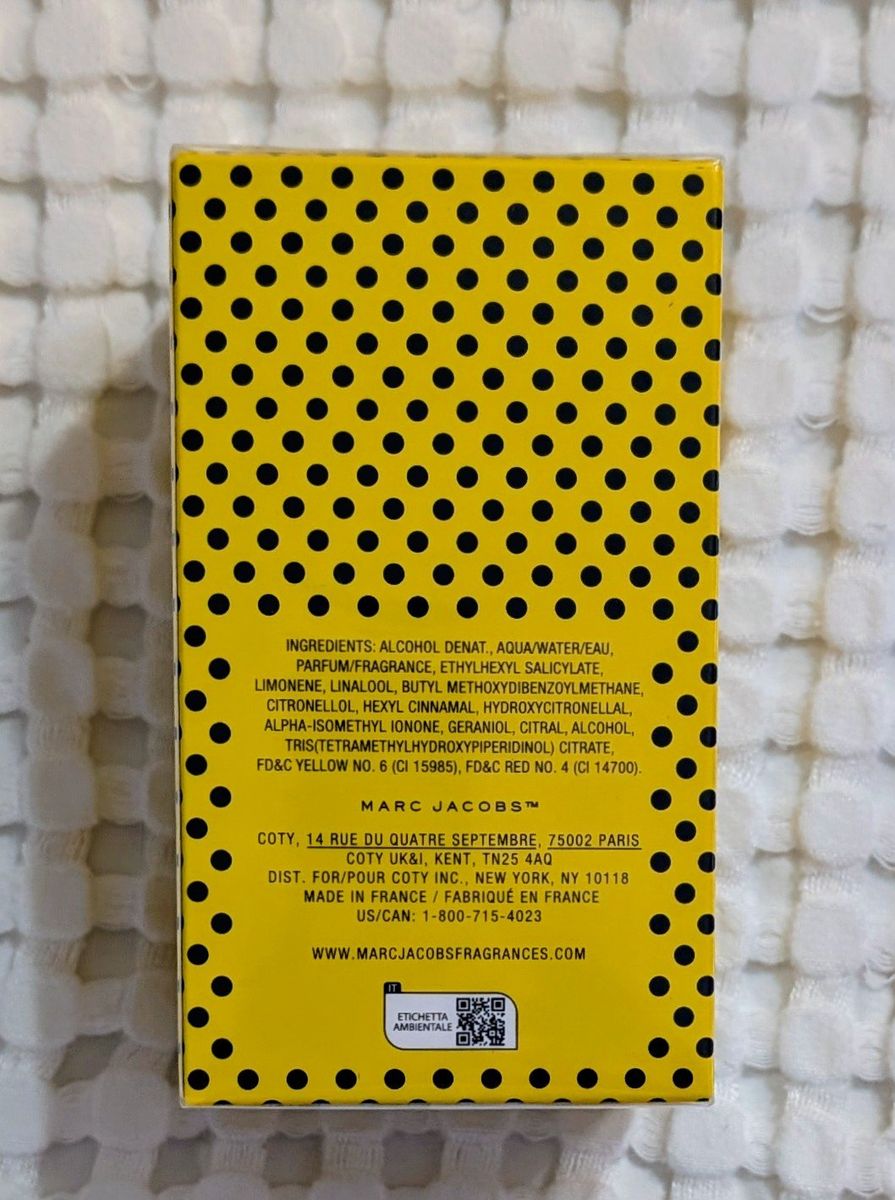 INGREDIENTS: ALCOHOL DENAT., AQUA/WATER/EAU,
PARFUM/FRAGRANCE, ETHYLHEXYL SALICYLATE,
LIMONENE, LINALOOL, BUTYL METHOXYDIBENZOYLMETHANE,
CITRONELLOL, HEXYL CINNAMAL, HYDROXYCITRONELLAL,
ALPHA-ISOMETHYL IONONE, GERANIOL, CITRAL, ALCOHOL,
TRIS(TETRAMETHYLHYDROXYPIPERIDINOL) CITRATE,
FD&C YELLOW NO. 6 (CI 15985), FD&C RED NO. 4 (CI 14700).
MARC JACOBS™
COTY, 14 RUE DU QUATRE SEPTEMBRE, 75002 PARIS
COTY UK&I, KENT, TN25 4AQ
DIST. FOR/POUR COTY INC., NEW YORK, NY 10118
MADE IN FRANCE / FABRIQUÉ EN FRANCE
US/CAN: 1-800-715-4023
WWW.MARCJACOBSFRAGRANCES.COM
IT
ETICHETTA
AMBIENTALE